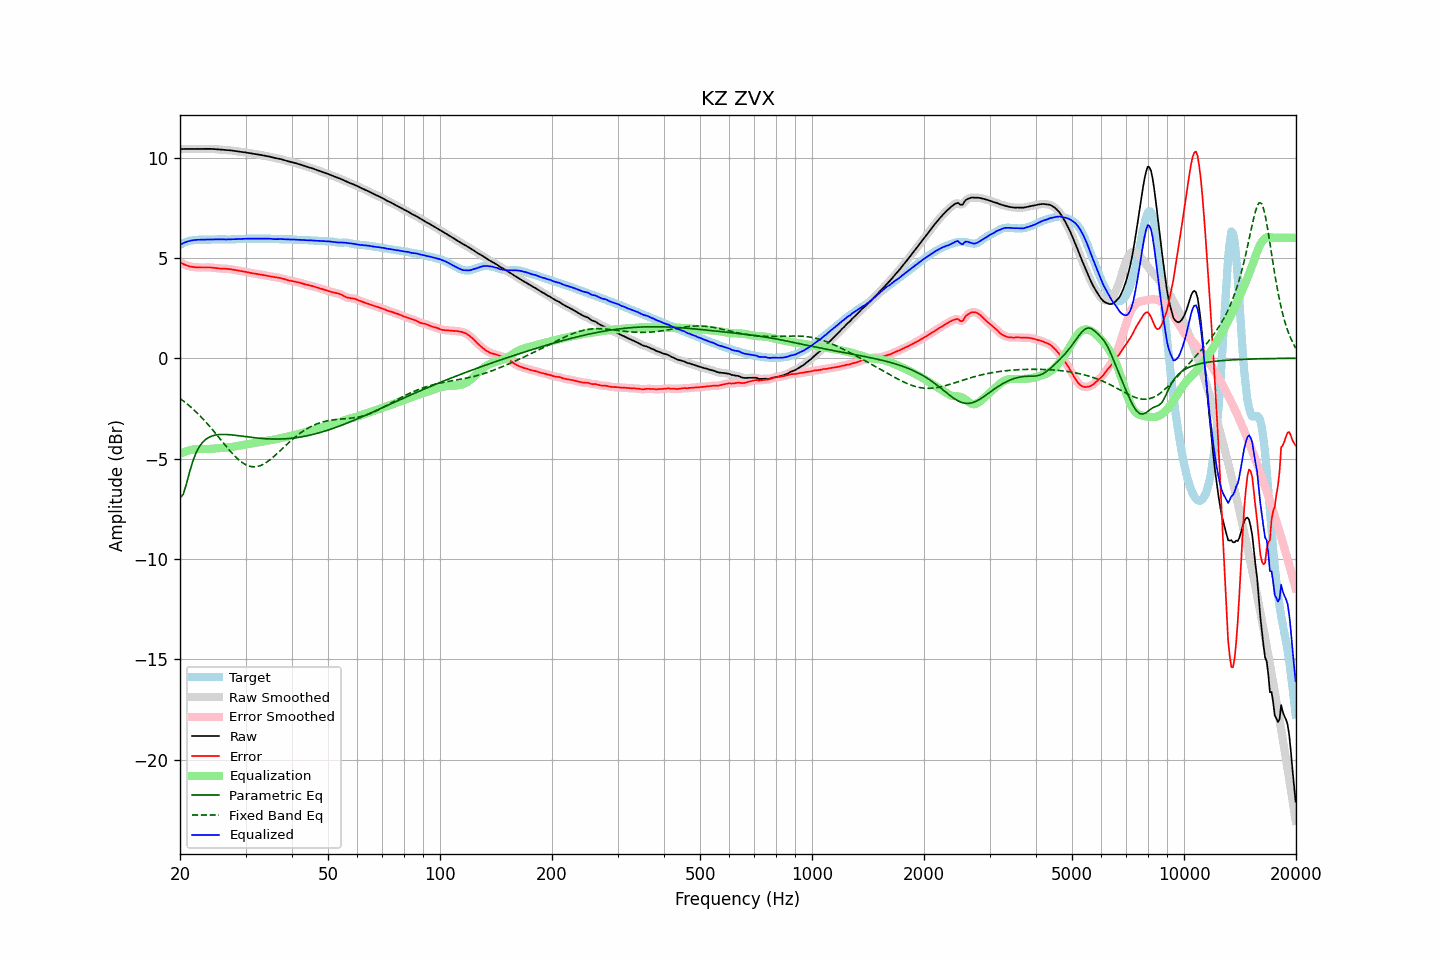 KZ ZVX
10
5
0
−5
−10
−15
−20
Amplitude (dBr)
Target
Raw Smoothed
Error Smoothed
Raw
Error
Equalization
Parametric Eq
Fixed Band Eq
Equalized
20 50 100 200 500 1000 2000 5000 10000 20000
Frequency (Hz)